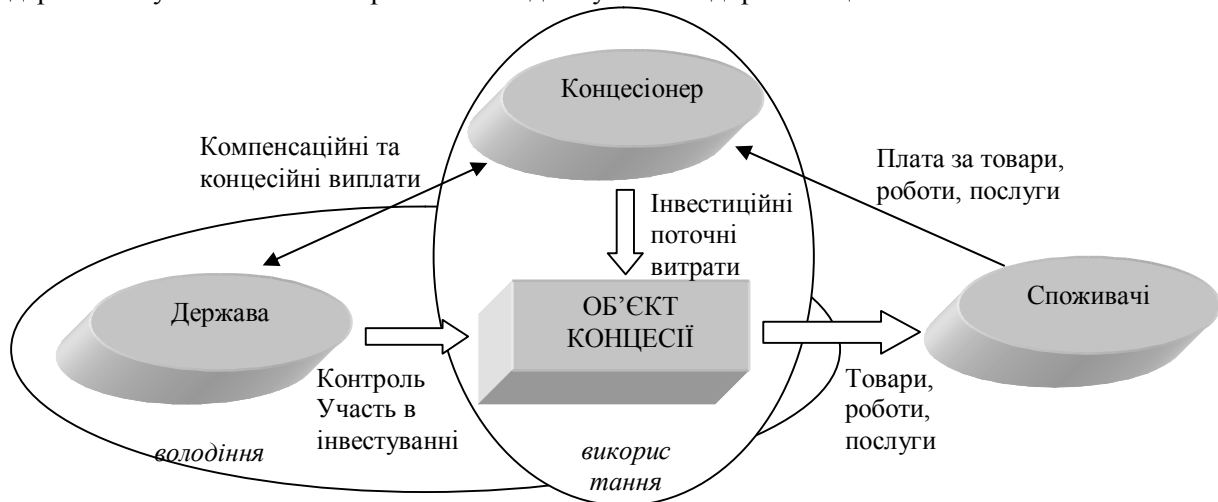 Концесіонер
Компенсаційні та
концесійні виплати
Плата за товари,
роботи, послуги
Інвестиційні
поточні
витрати
Держава
ОБ’ЄКТ
КОНЦЕСІЇ
Споживачі
Контроль
Участь в
інвестуванні
Товари,
роботи,
послуги
володіння
викорис
тання